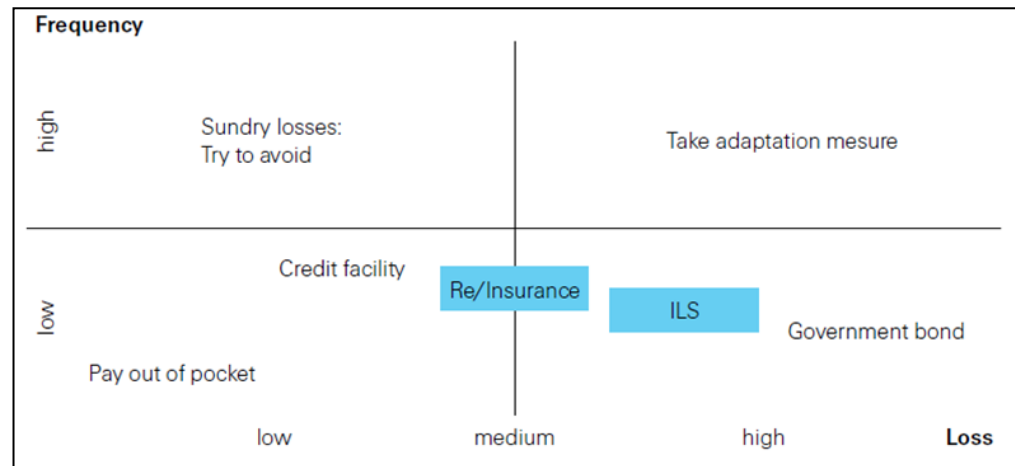 Frequency
high
Sundry losses:
Try to avoid
Take adaptation mesure
low
Credit facility
Re/Insurance
ILS
Government bond
Pay out of pocket
low
medium
high
Loss